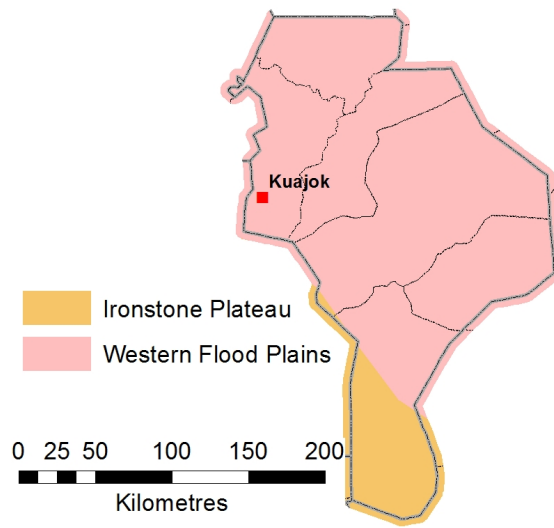 Kuajok
Ironstone Plateau
Western Flood Plains
0 25 50 100 150 200
Kilometres